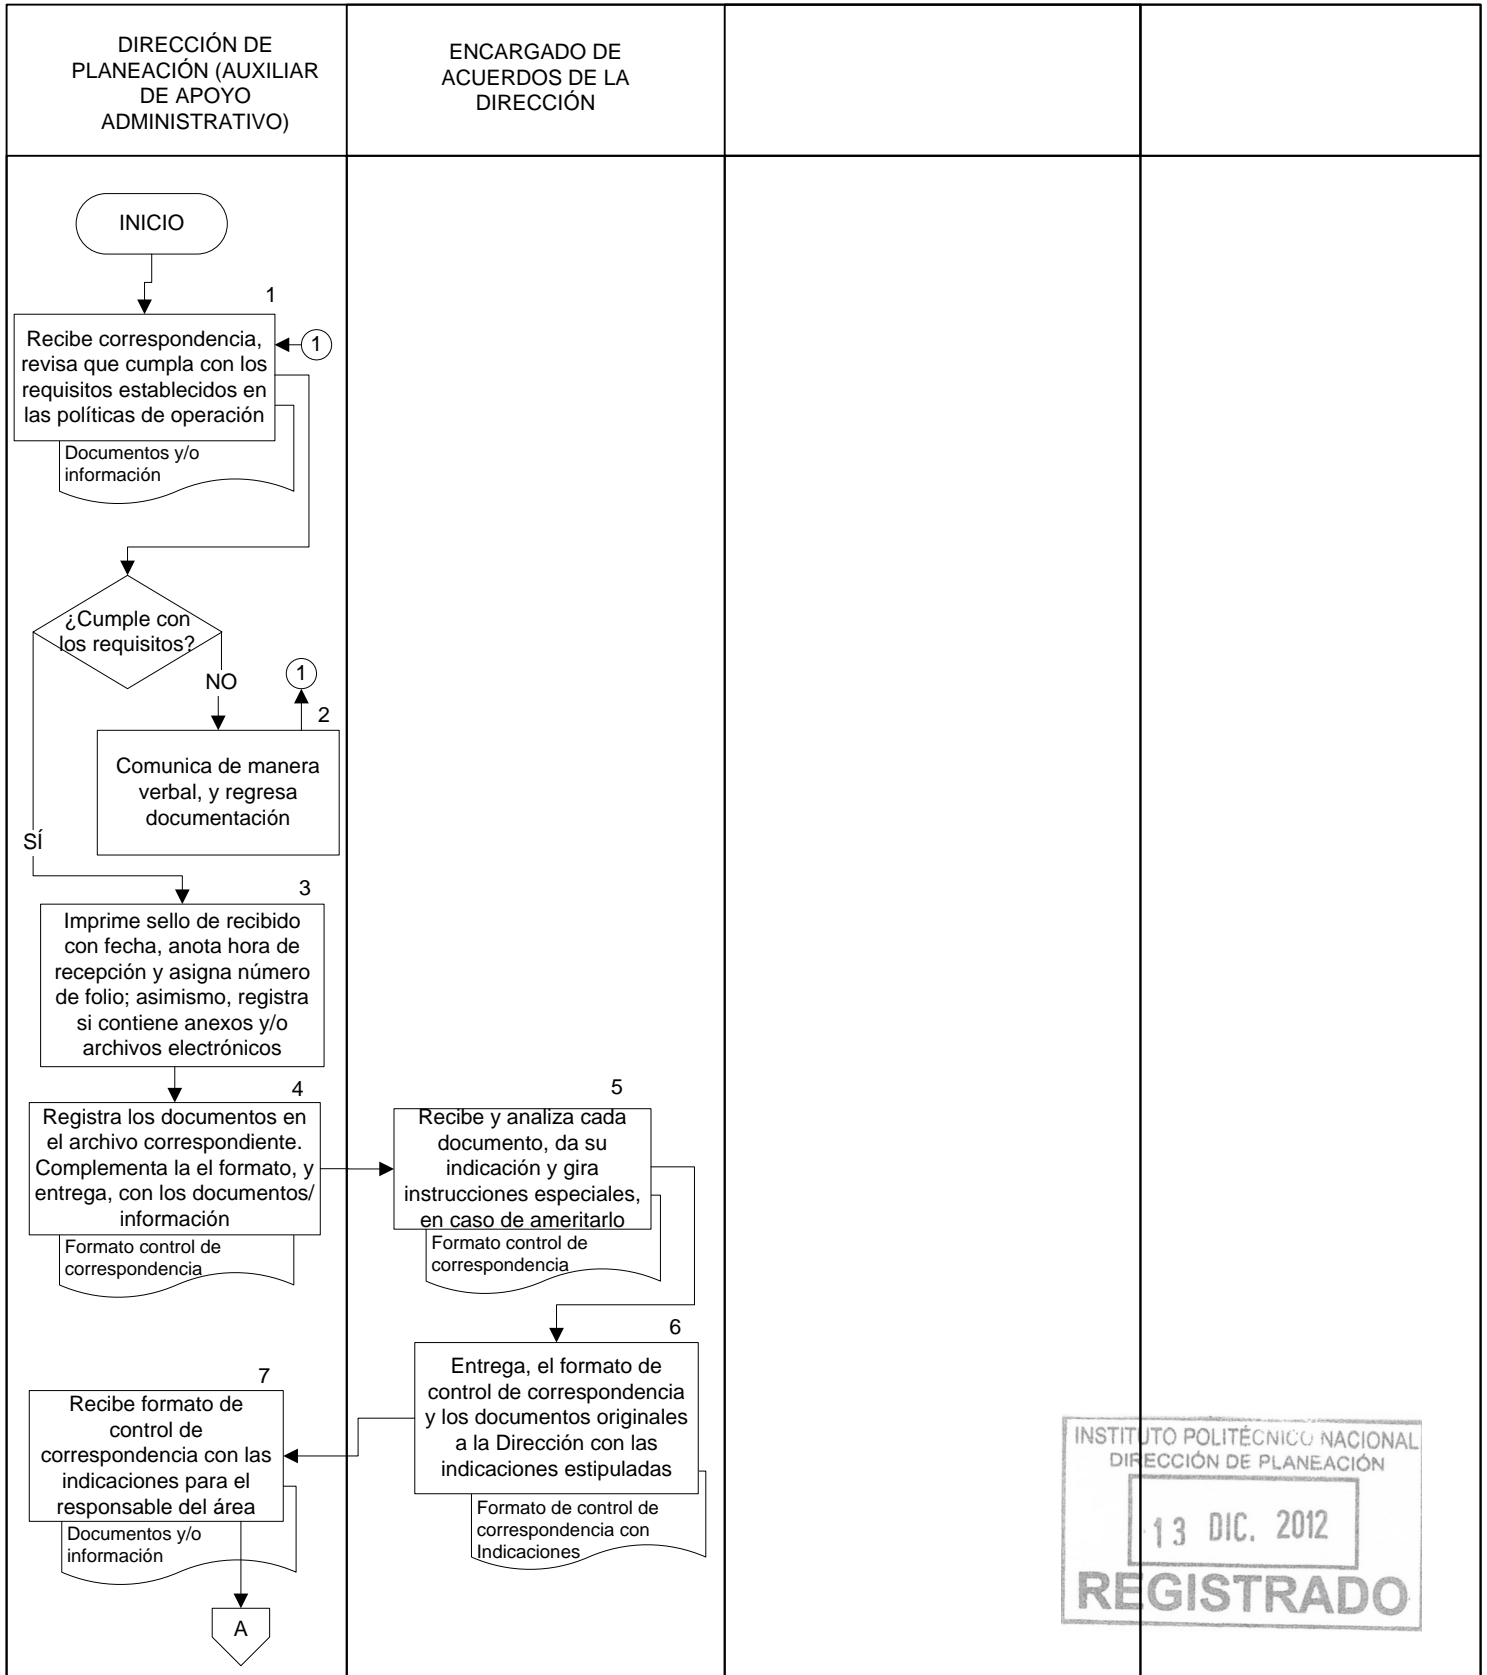 DIRECCIÓN DE
PLANEACIÓN (AUXILIAR
DE APOYO
ADMINISTRATIVO)
ENCARGADO DE
ACUERDOS DE LA
DIRECCIÓN
INICIO
1
Recibe correspondencia,
revisa que cumpla con los
requisitos establecidos en
las políticas de operación
1
Documentos y/o
información
¿Cumple con
los requisitos?
NO
1
2
Comunica de manera
verbal, y regresa
documentación
SÍ
3
Imprime sello de recibido
con fecha, anota hora de
recepción y asigna número
de folio; asimismo, registra
si contiene anexos y/o
archivos electrónicos
4
Registra los documentos en
el archivo correspondiente.
Complementa la el formato, y
entrega, con los documentos/
información
Formato control de
correspondencia
5
Recibe y analiza cada
documento, da su
indicación y gira
instrucciones especiales,
en caso de ameritarlo
Formato control de
correspondencia
6
Entrega, el formato de
control de correspondencia
y los documentos originales
a la Dirección con las
indicaciones estipuladas
Formato de control de
correspondencia con
Indicaciones
7
Recibe formato de
control de
correspondencia con las
indicaciones para el
responsable del área
Documentos y/o
información
A
INSTITUTO POLITÉCNICO NACIONAL
DIRECCIÓN DE PLANEACIÓN
13 DIC. 2012
REGISTRADO